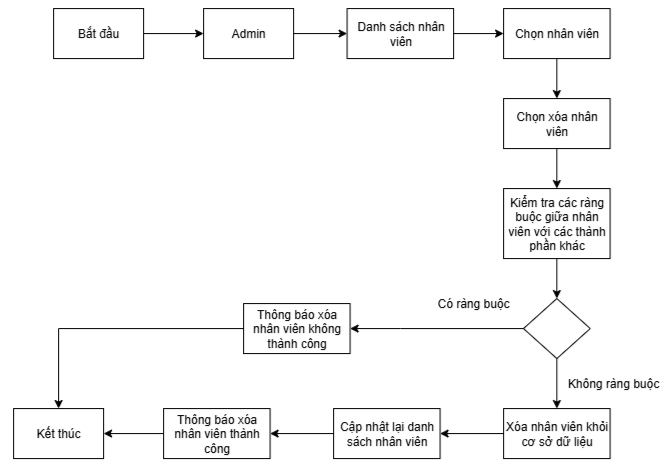 Bắt đầu
Admin
Danh sách nhân
viên
Chọn nhân viên
Chọn xóa nhân
viên
Kiểm tra các ràng
buộc giữa nhân
viên với các thành
phần khác
Có ràng buộc
Thông báo xóa
nhân viên không
thành công
Không ràng buộc
Kết thúc
Thông báo xóa
nhân viên thành
công
Cập nhật lại danh
sách nhân viên
Xóa nhân viên khỏi
cơ sở dữ liệu